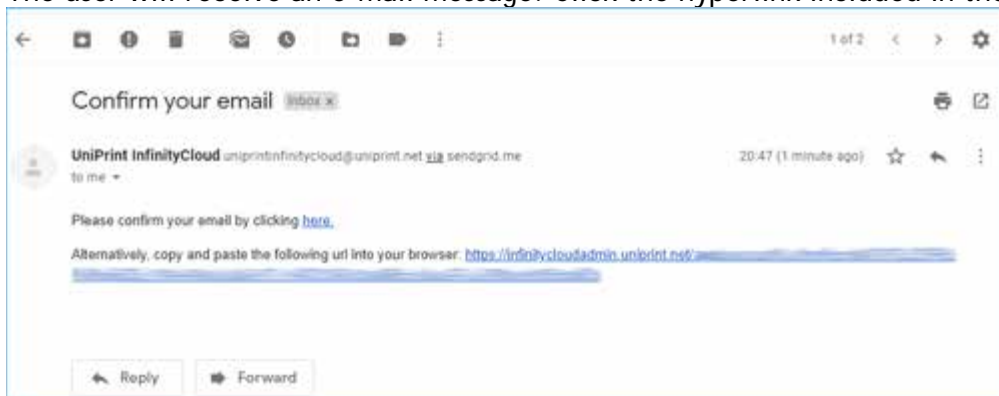 The user will receive an e-mail message. Click the hyperlink included in the
1 of 2
Confirm your email Inbox x
UniPrint InfinityCloud uniprintinfinitycloud@uniprint.net via sendgrid.me
20:47 (1 minute ago)
to me
Please confirm your email by clicking here.
Alternatively, copy and paste the following url into your browser: https://infinitycloudadmin.uniprint.net/
Reply
Forward